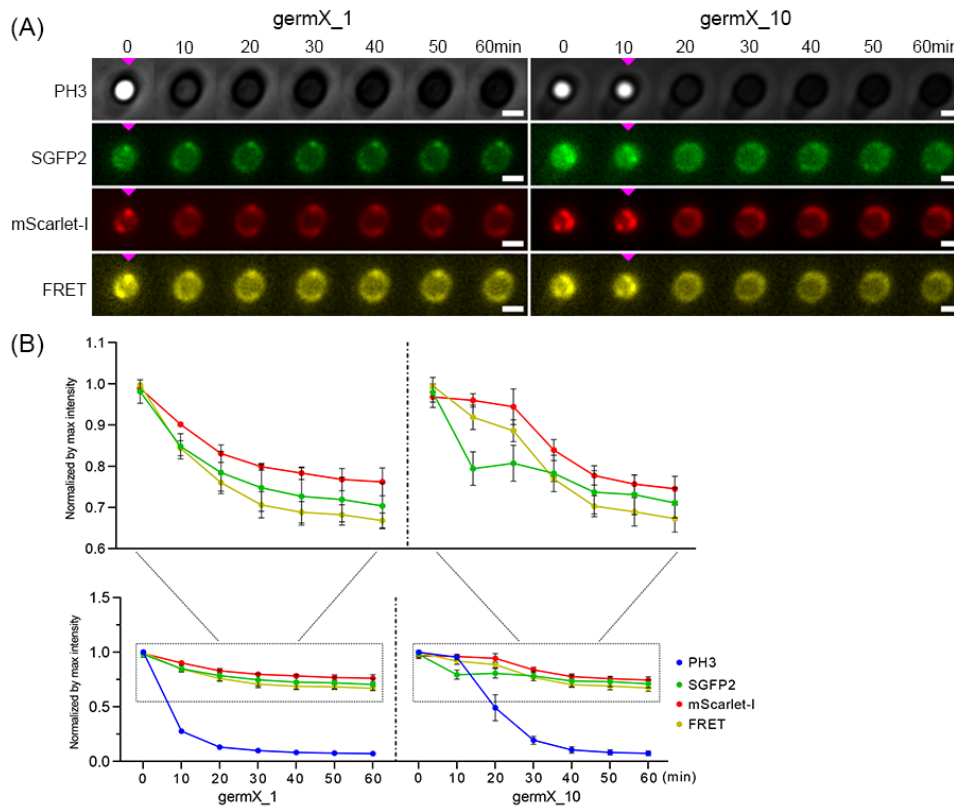 (A)
germX_1 germX_10
0 10 20 30 40 50 60min 0 10 20 30 40 50 60min
PH3
SGFP2
mScarlet-I
FRET
(B)
Normalized by max intensity
1.1
1.0
0.9
0.8
0.7
0.6
Normalized by max intensity
1.5
1.0
0.5
0.0
PH3
SGFP2
mScarlet-I
FRET
0 10 20 30 40 50 60 0 10 20 30 40 50 60 (min)
germX_1 germX_10